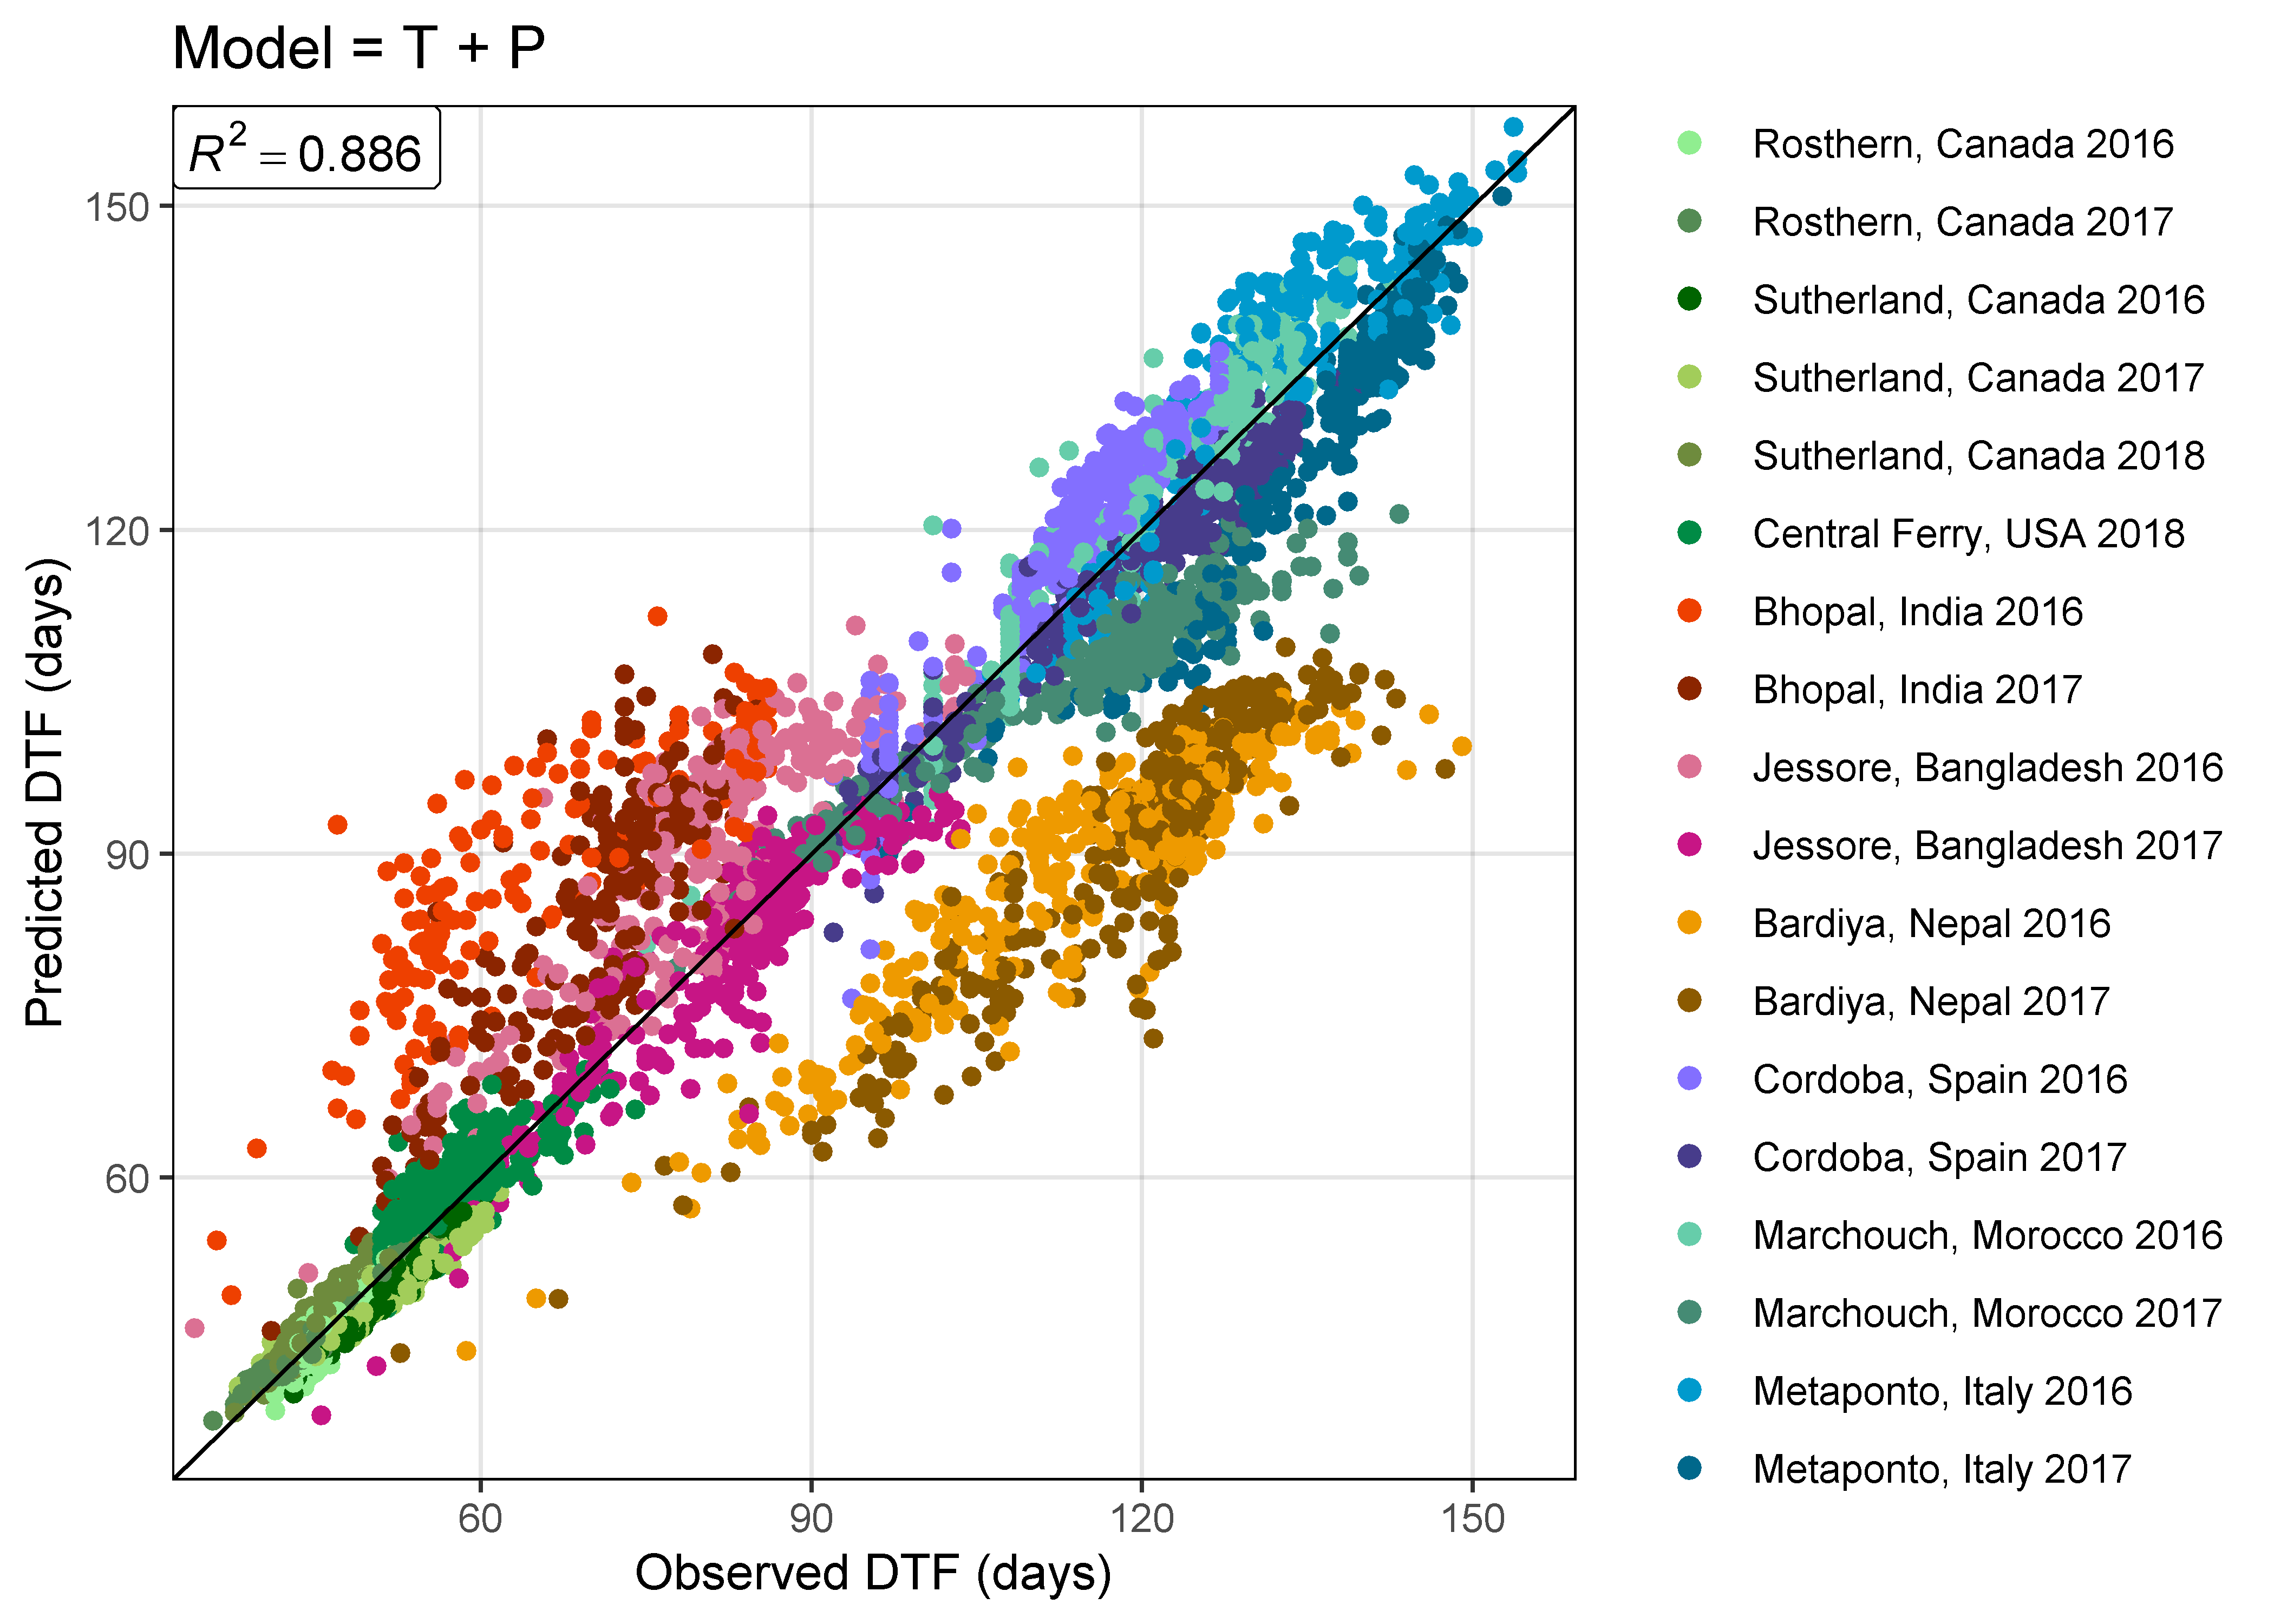 Model = T + P
R² = 0.886
Predicted DTF (days)
150
120
90
60
60 90 120 150
Observed DTF (days)
Rosthern, Canada 2016
Rosthern, Canada 2017
Sutherland, Canada 2016
Sutherland, Canada 2017
Sutherland, Canada 2018
Central Ferry, USA 2018
Bhopal, India 2016
Bhopal, India 2017
Jessore, Bangladesh 2016
Jessore, Bangladesh 2017
Bardiya, Nepal 2016
Bardiya, Nepal 2017
Cordoba, Spain 2016
Cordoba, Spain 2017
Marchouch, Morocco 2016
Marchouch, Morocco 2017
Metaponto, Italy 2016
Metaponto, Italy 2017